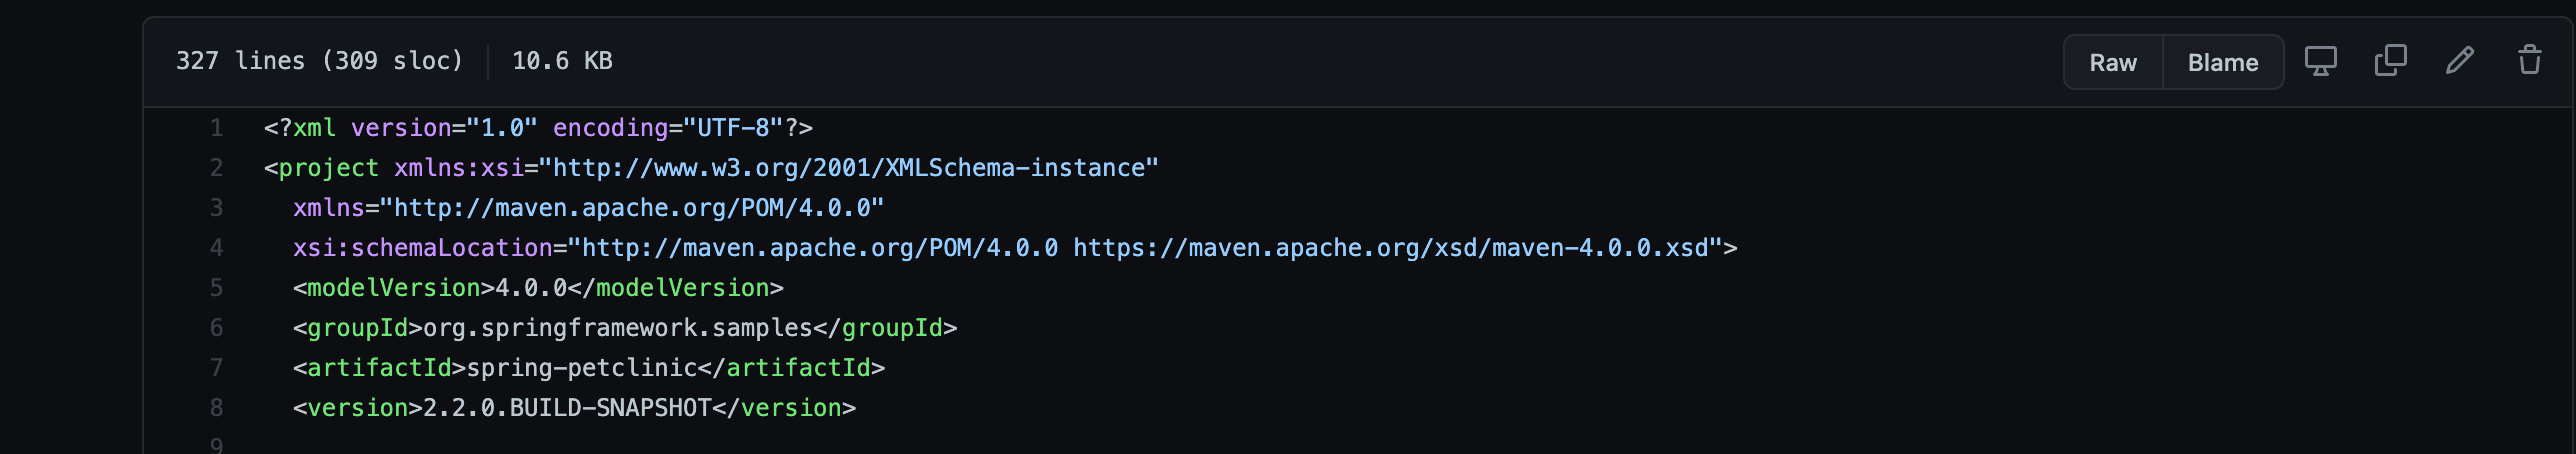 327 lines (309 sloc) 10.6 KB Raw Blame
1 <?xml version="1.0" encoding="UTF-8"?>
2 <project xmlns:xsi="http://www.w3.org/2001/XMLSchema-instance"
3 xmlns="http://maven.apache.org/POM/4.0.0"
4 xsi:schemaLocation="http://maven.apache.org/POM/4.0.0 https://maven.apache.org/xsd/maven-4.0.0.xsd">
5 <modelVersion>4.0.0</modelVersion>
6 <groupId>org.springframework.samples</groupId>
7 <artifactId>spring-petclinic</artifactId>
8 <version>2.2.0.BUILD-SNAPSHOT</version>
9